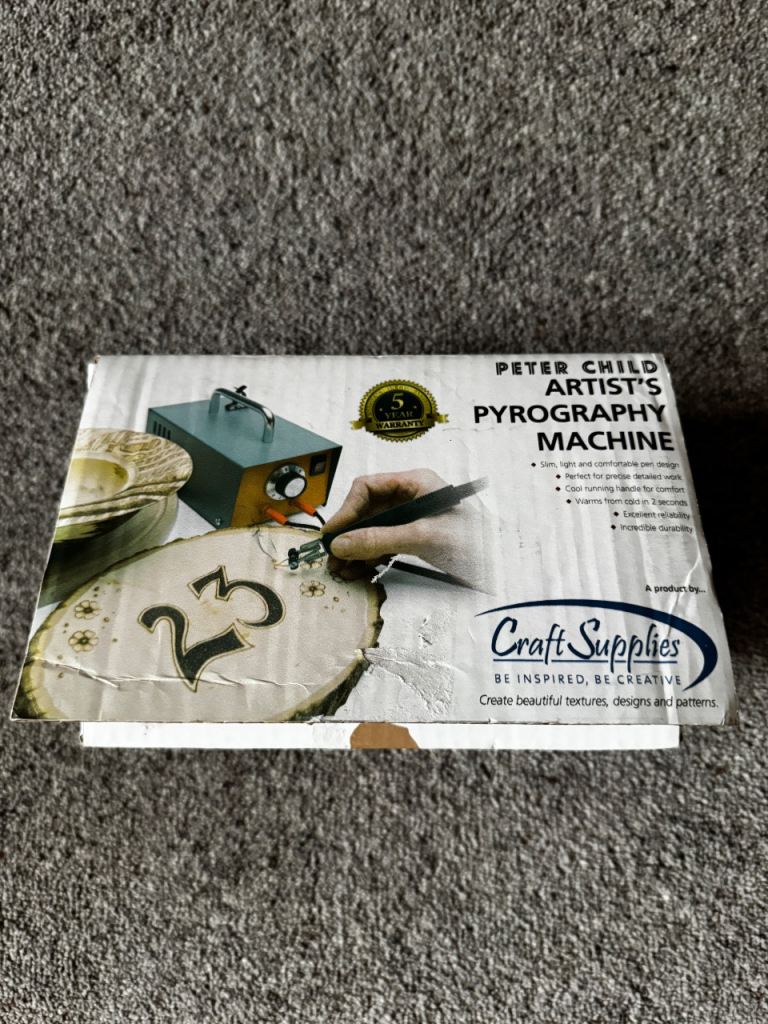 PETER CHILD
ARTIST'S
PYROGRAPHY
MACHINE
5
YEAR
WARRANTY
Slim, light and comfortable pen design
Perfect for precise detailed work
Cool running handle for comfort
Warms from cold in 2 seconds
Excellent reliability
Incredible durability
23
A product by...
Craft Supplies
BE INSPIRED, BE CREATIVE
Create beautiful textures, designs and patterns.